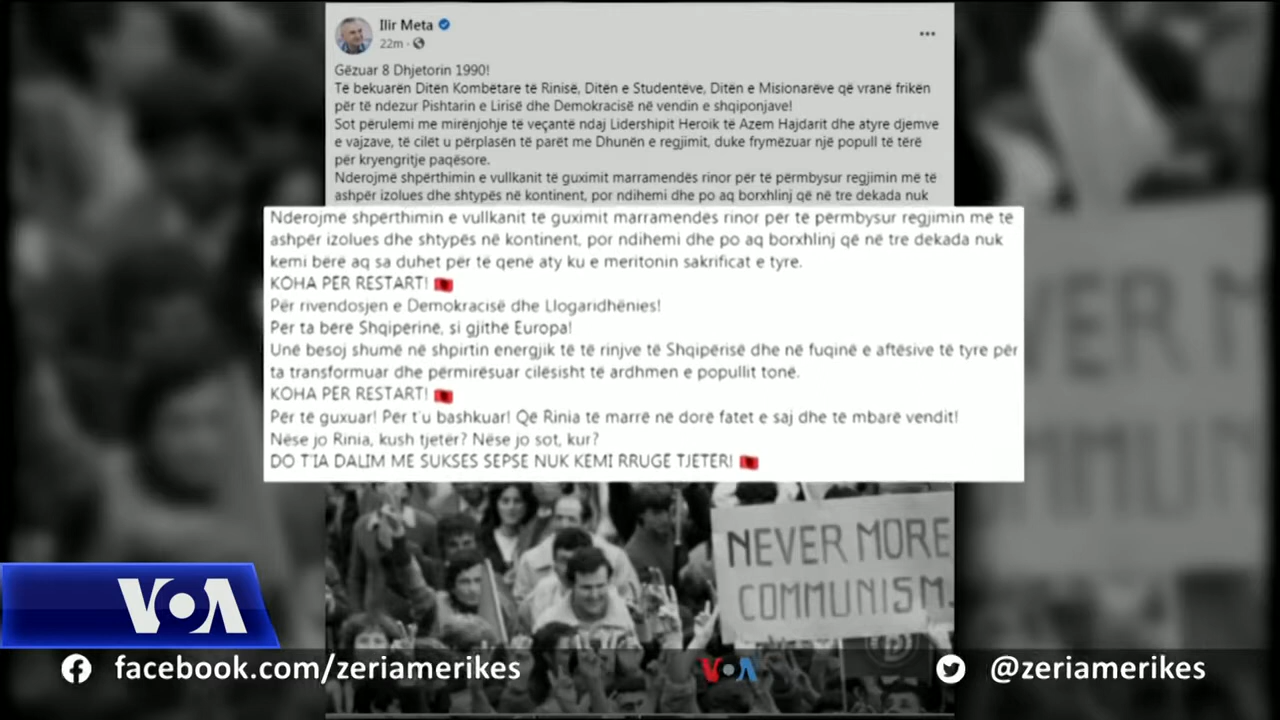 Ilir Meta
22m
Gëzuar 8 Dhjetorin 1990!
Të bekuarën Ditën Kombëtare të Rinisë, Ditën e Studentëve, Ditën e Misionarëve që vranë frikën
për të ndezur Pishtarin e Lirisë dhe Demokracisë në vendin e shqiponjave!
Sot përulemi me mirënjohje të veçantë ndaj Lidershipit Heroik të Azem Hajdarit dhe atyre djemve
e vajzave, të cilët u përplasën të parët me Dhunën e regjimit, duke frymëzuar një popull të tërë
për kryengritje paqësore.
Nderojmë shpërthimin e vullkanit të guximit marramendës rinor për të përmbysur regjimin më të
ashpër izolues dhe shtypës në kontinent, por ndihemi dhe po aq borxhlinj që në tre dekada nuk
Nderojmë shpërthimin e vullkanit të guximit marramendës rinor për të përmbysur regjimin më të
ashpër izolues dhe shtypës në kontinent, por ndihemi dhe po aq borxhlinj që në tre dekada nuk
kemi bërë aq sa duhet për të qenë aty ku e meritonin sakrificat e tyre.
KOHA PËR RESTART!
Për rivendosjen e Demokracisë dhe Llogaridhënies!
Për ta bërë Shqipërinë, si gjithë Europa!
Unë besoj shumë në shpirtin energjik të të rinjve të Shqipërisë dhe në fuqinë e aftësive të tyre për
ta transformuar dhe përmirësuar cilësisht të ardhmen e popullit tonë.
KOHA PËR RESTART!
Për të guxuar! Për t'u bashkuar! Që Rinia të marrë në dorë fatet e saj dhe të mbarë vendit!
Nëse jo Rinia, kush tjetër? Nëse jo sot, kur?
DO T'IA DALIM ME SUKSES SEPSE NUK KEMI RRUGË TJETËR!
VER M
MMUN
NEVER MORE
COMMUNISM.
VOA
facebook.com/zeriamerikes
VOA
@zeriamerikes